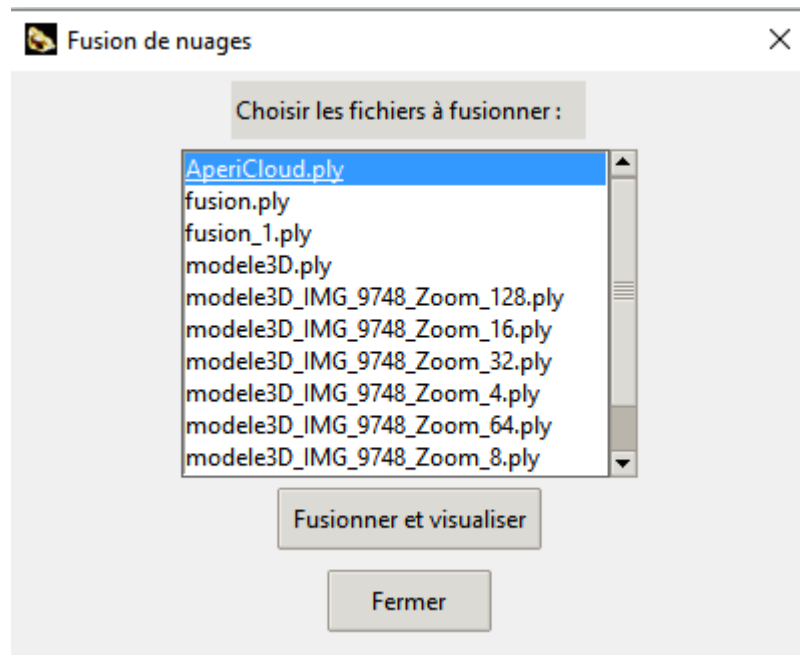 Fusion de nuages
Choisir les fichiers à fusionner :
AperiCloud.ply
fusion.ply
fusion_1.ply
modele3D.ply
modele3D_IMG_9748_Zoom_128.ply
modele3D_IMG_9748_Zoom_16.ply
modele3D_IMG_9748_Zoom_32.ply
modele3D_IMG_9748_Zoom_4.ply
modele3D_IMG_9748_Zoom_64.ply
modele3D_IMG_9748_Zoom_8.ply
Fusionner et visualiser
Fermer